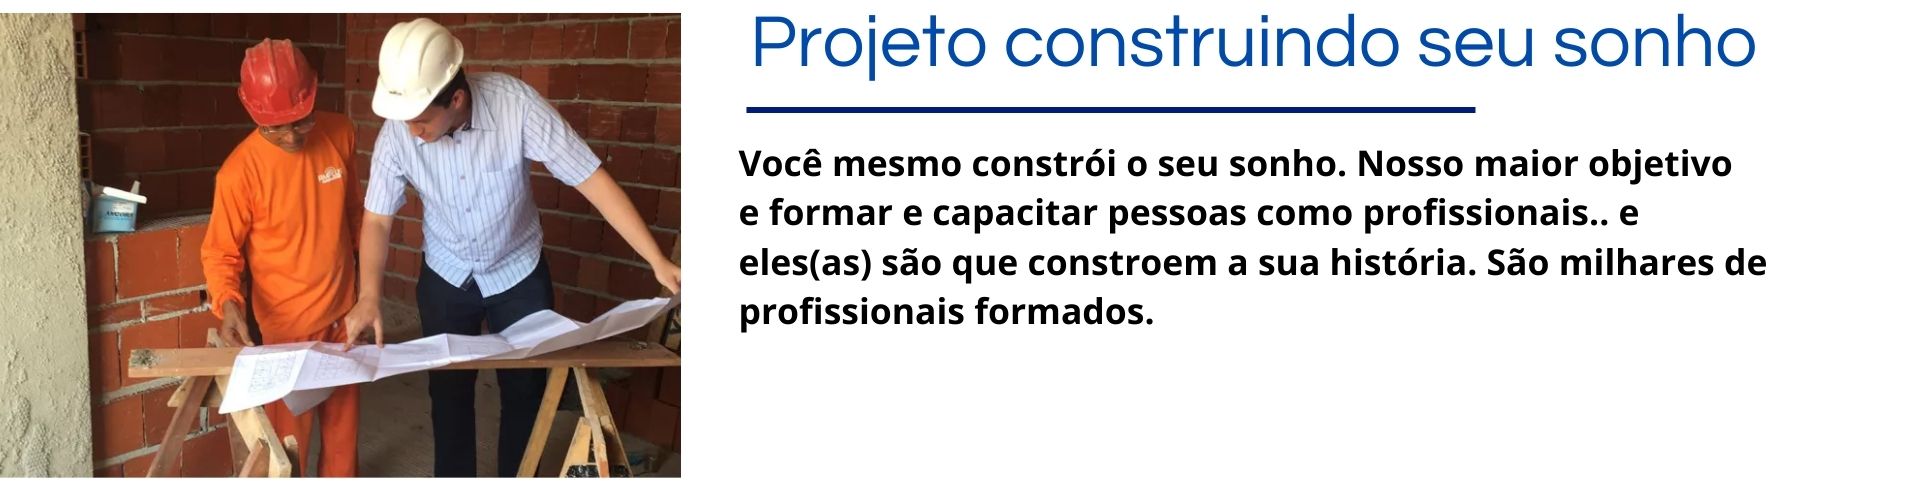 Projeto construindo seu sonho
Você mesmo constrói o seu sonho. Nosso maior objetivo
e formar e capacitar pessoas como profissionais.. e
eles(as) são que constroem a sua história. São milhares de
profissionais formados.